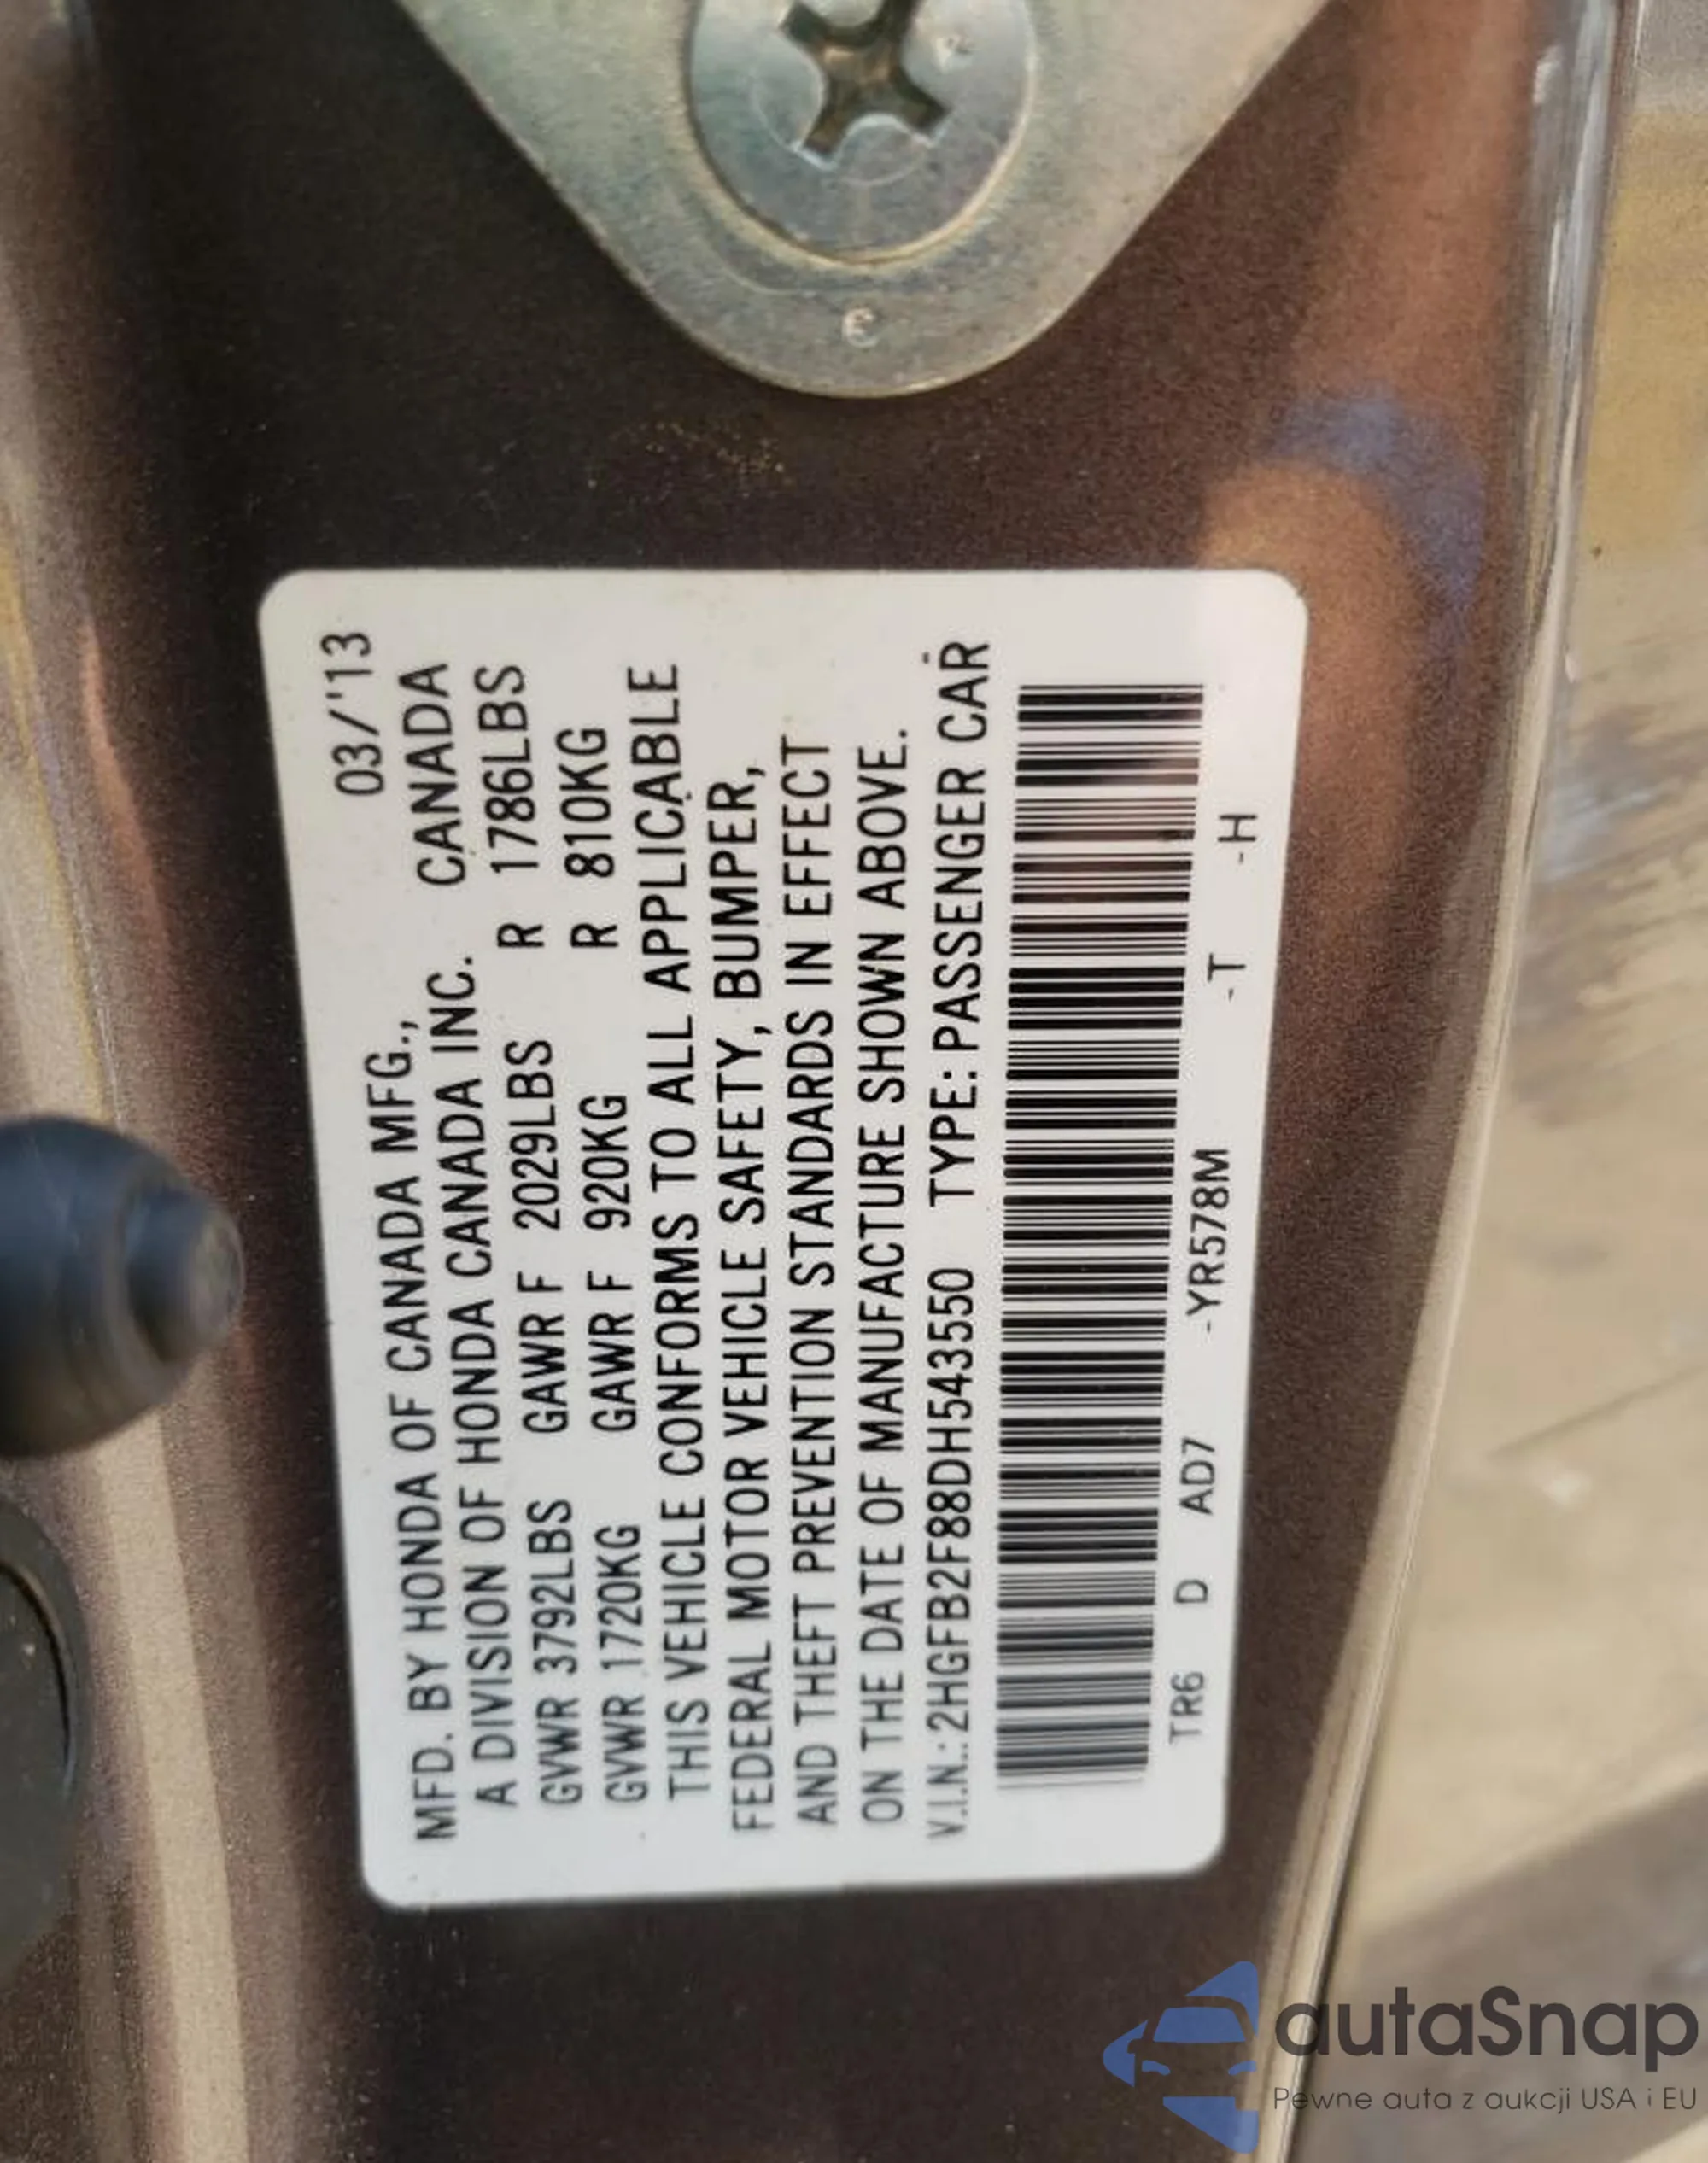 03/'13
MFD. BY HONDA OF CANADA MFG.,
A DIVISION OF HONDA CANADA INC. CANADA
GVWR 3792LBS GAWR F 2029LBS R 1786LBS
GVWR 1720KG GAWR F 920KG R 810KG
THIS VEHICLE CONFORMS TO ALL APPLICABLE
FEDERAL MOTOR VEHICLE SAFETY, BUMPER,
AND THEFT PREVENTION STANDARDS IN EFFECT
ON THE DATE OF MANUFACTURE SHOWN ABOVE.
V.I.N.: 2HGFB2F88DH543550 TYPE: PASSENGER CAR
TR6 D AD7 -YR578M -T -H
autaSnap
Pewne auta z aukcji USA i EU